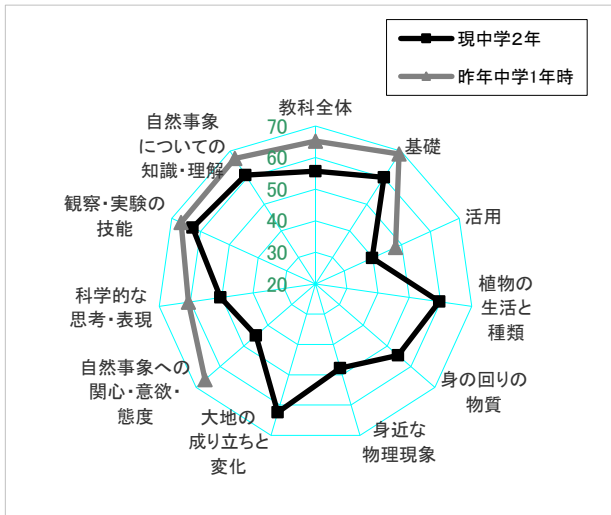 現中学2年
昨年中学1年時
教科全体
基礎
活用
植物の
生活と
種類
身の回りの
物質
身近な
物理現象
大地の
成り立ちと
変化
自然事象への
関心・意欲・
態度
科学的な
思考・表現
観察・実験の
技能
自然事象
についての
知識・理解
70
60
50
40
30
20